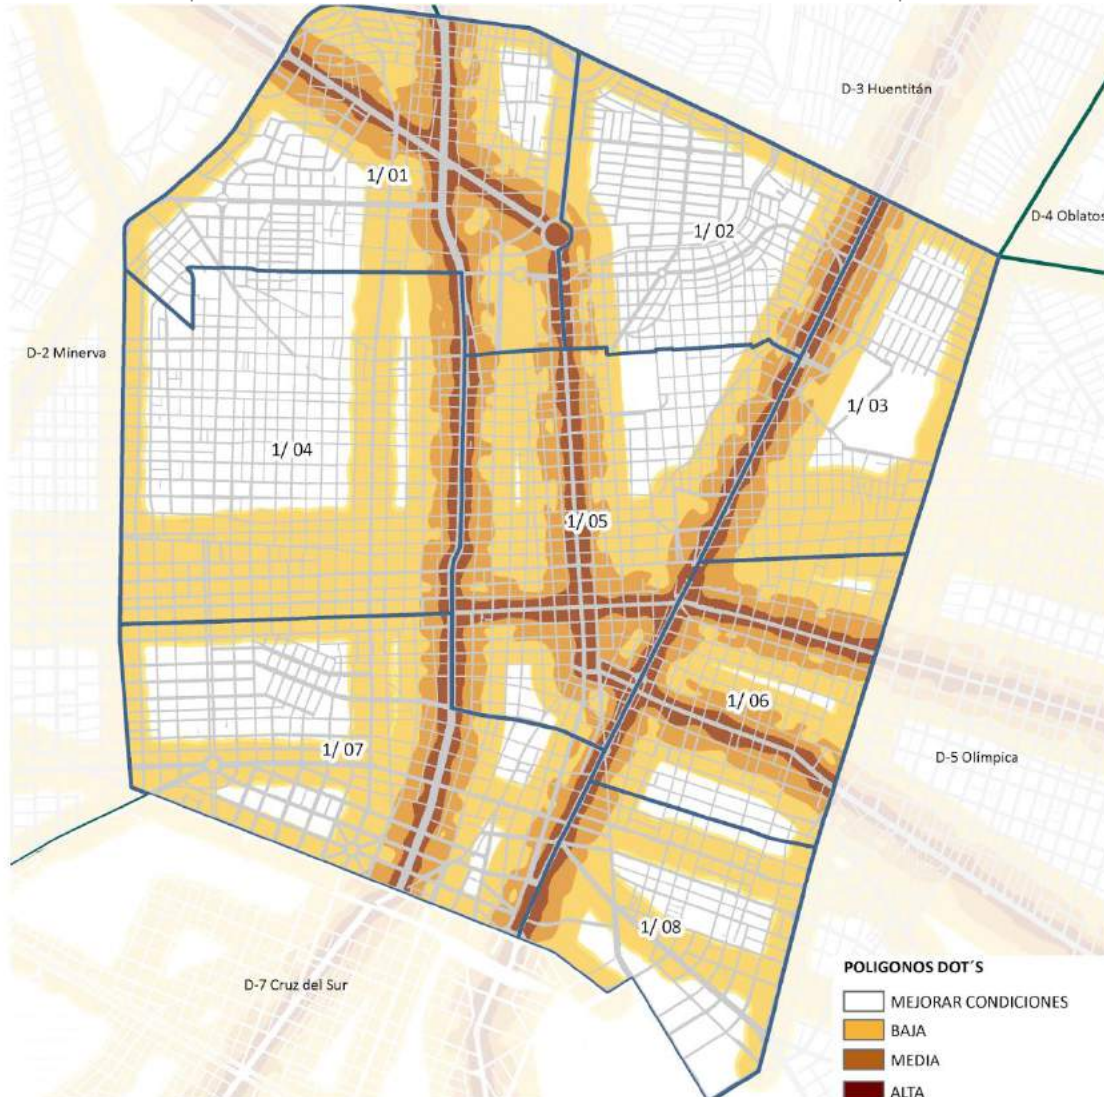 D-3 Huentitán
1/ 01
D-4 Oblatos
1/ 02
D-2 Minerva
1/ 03
1/ 04
1/ 05
1/ 06
1/ 07
D-5 Olímpica
1/ 08
D-7 Cruz del Sur
POLIGONOS DOT´S
MEJORAR CONDICIONES
BAJA
MEDIA
ALTA